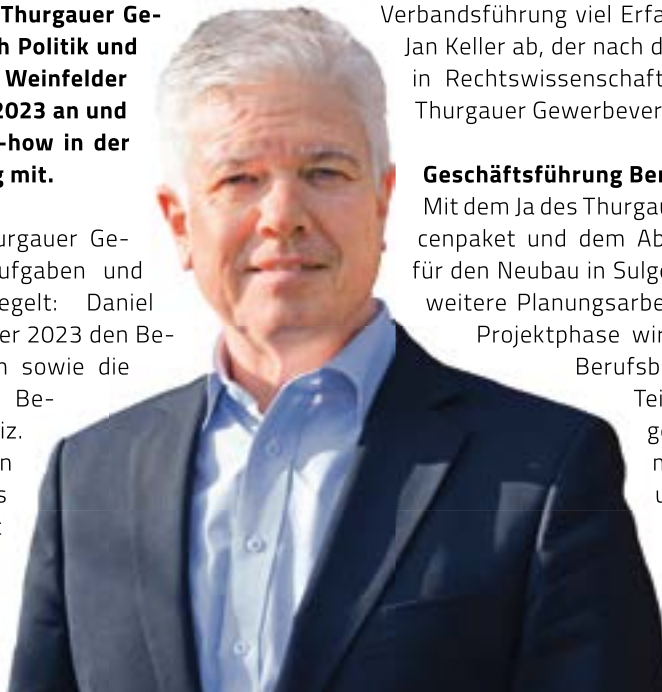 Thurgauer Ge-
h Politik und
Weinfelder
2023 an und
-how in der
g mit.
urgauer Ge-
ufgaben und
egelt: Daniel
er 2023 den Be-
n sowie die
Be-
iz.
n
s
t
Verbandsführung viel Erfa
Jan Keller ab, der nach d
in Rechtswissenschaft
Thurgauer Gewerbever
Geschäftsführung Ber
Mit dem Ja des Thurgau
cenpaket und dem Ab
für den Neubau in Sulge
weitere Planungsarbe
Projektphase wir
Berufsb
Tei
ge
n
u